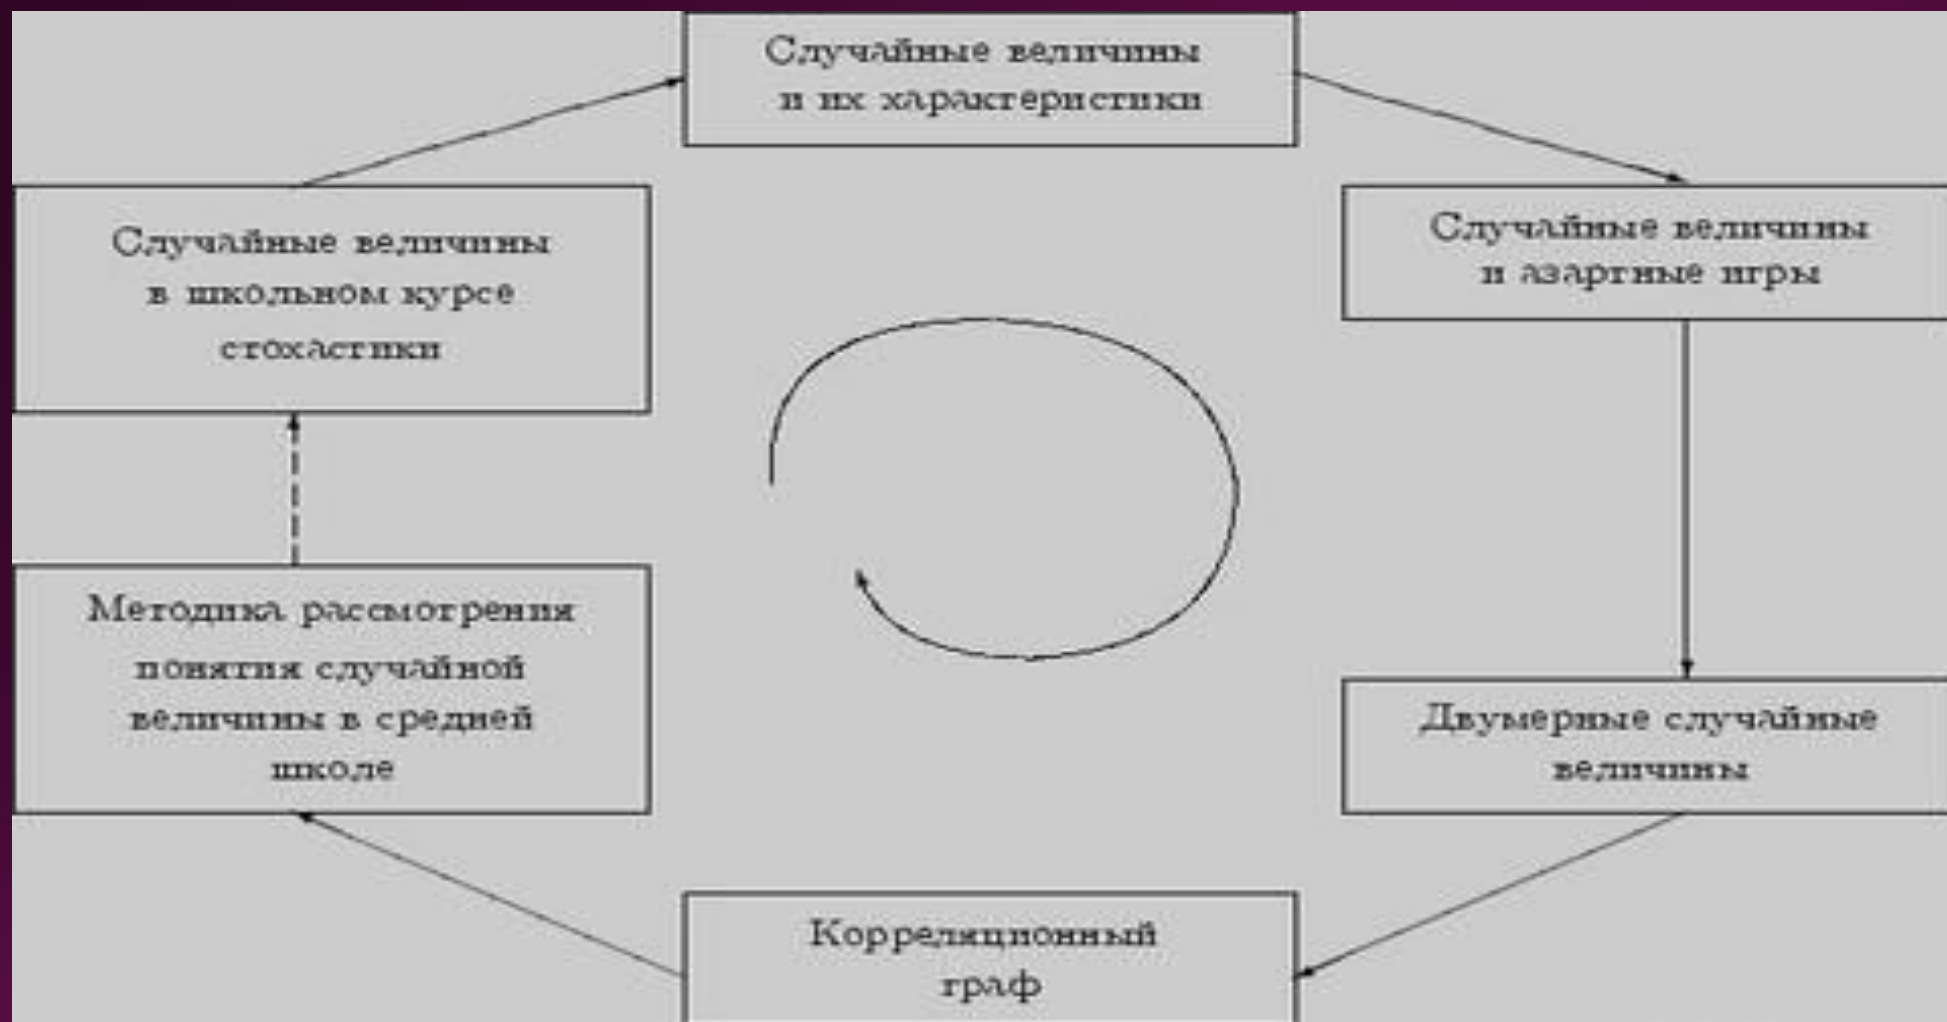 Случайные величины
и их характеристики
Случайные величины
в школьном курсе
стохастики
Случайные величины
и азартные игры
Методика рассмотрения
понятия случайной
величины в средней
школе
Двумерные случайные
величины
Корреляционный
граф